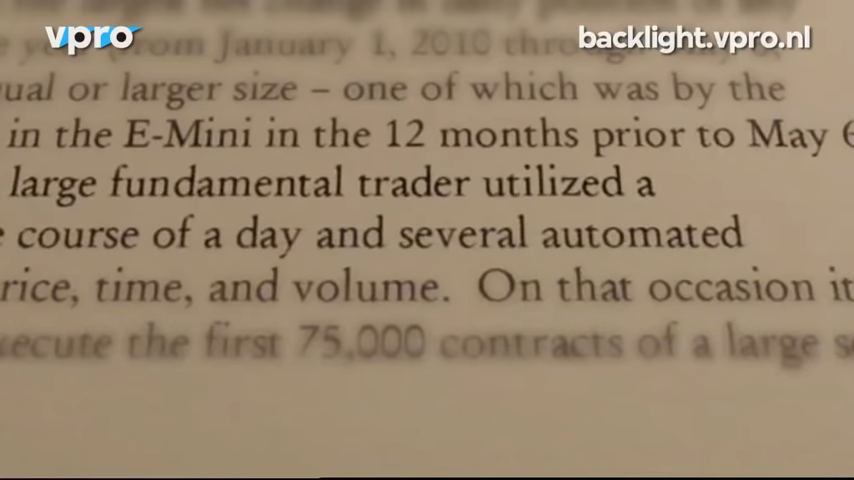 vpro
backlight.vpro.nl
from January 1, 2010
ual or larger size – one of which was by the
in the E-Mini in the 12 months prior to May 6
large fundamental trader utilized a
course of a day and several automated
rice, time, and volume. On that occasion it
ecute the first 75,000 contracts of a large